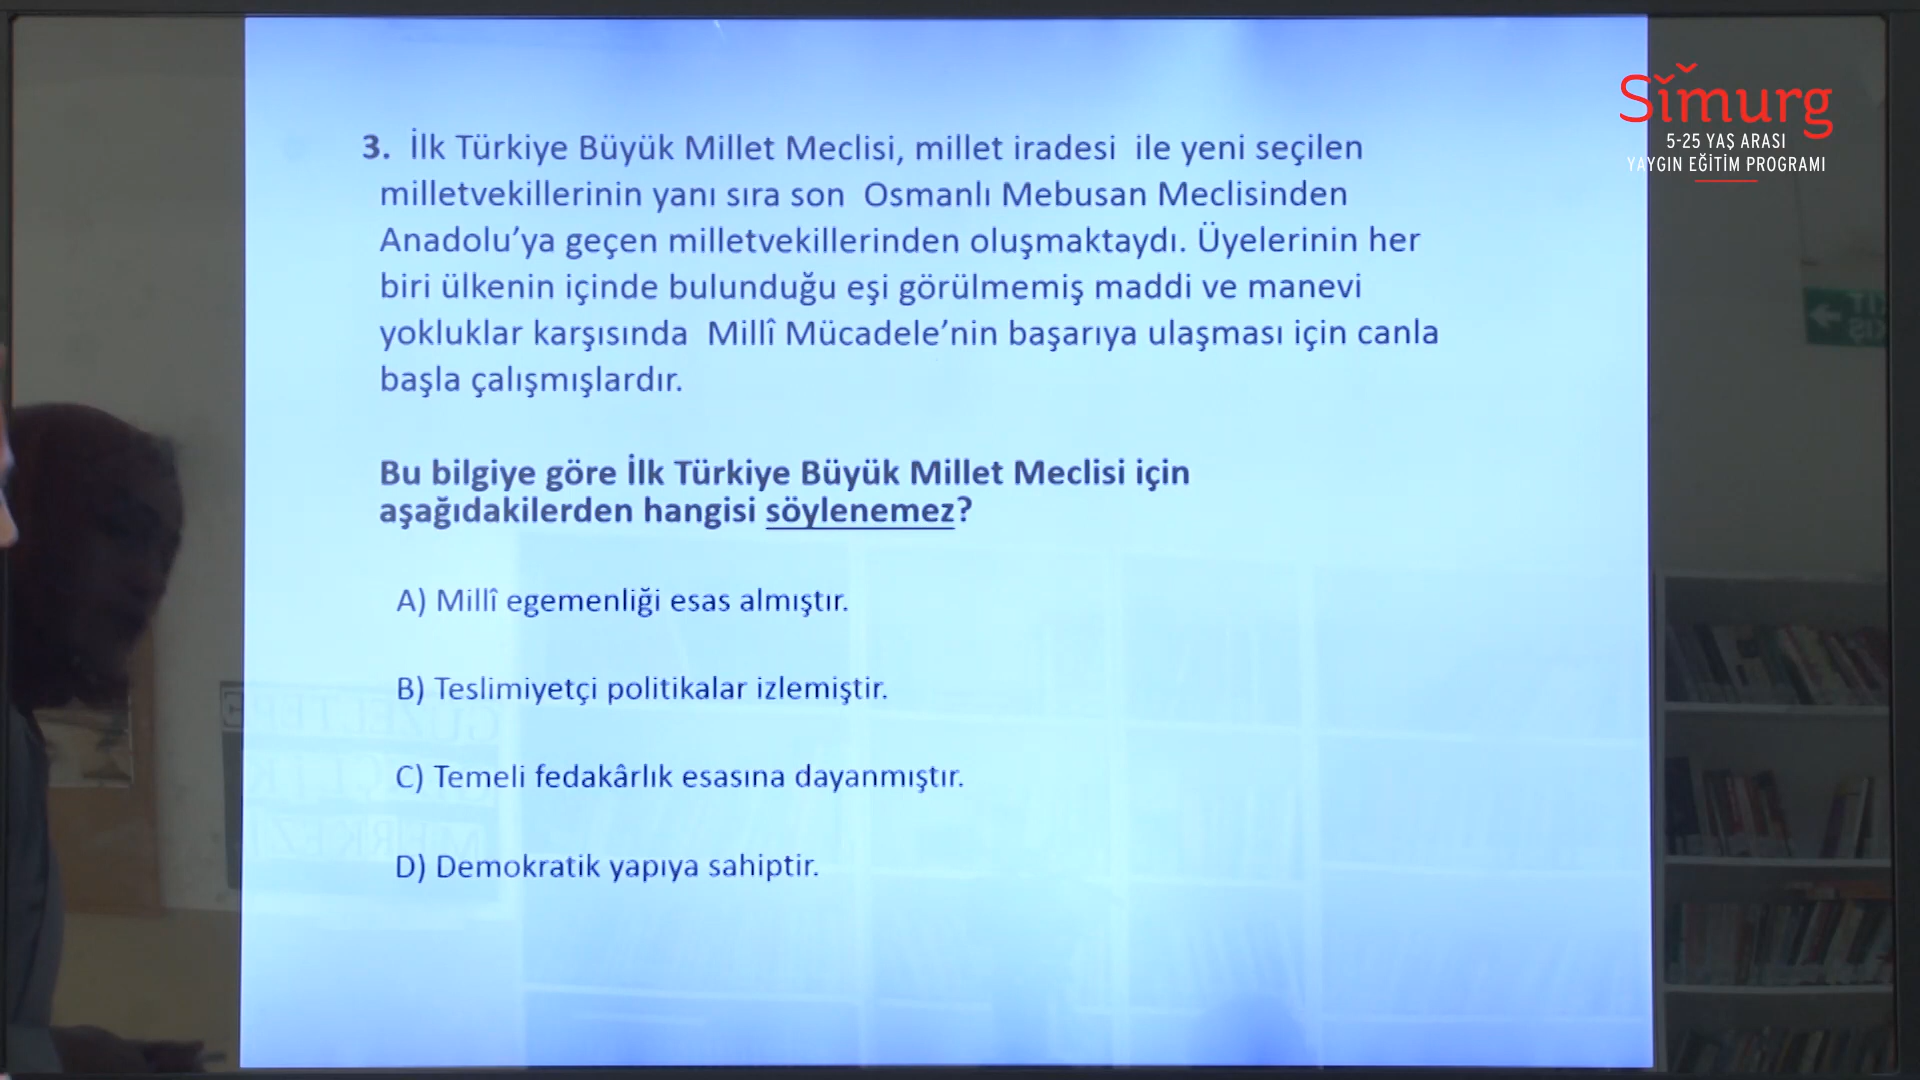 Simurg
5-25 YAŞ ARASI
YAYGIN EĞİTİM PROGRAMI
3. İlk Türkiye Büyük Millet Meclisi, millet iradesi ile yeni seçilen
milletvekillerinin yanı sıra son Osmanlı Mebusan Meclisinden
Anadolu’ya geçen milletvekillerinden oluşmaktaydı. Üyelerinin her
biri ülkenin içinde bulunduğu eşi görülmemiş maddi ve manevi
yokluklar karşısında Millî Mücadele’nin başarıya ulaşması için canla
başla çalışmışlardır.
Bu bilgiye göre İlk Türkiye Büyük Millet Meclisi için
aşağıdakilerden hangisi söylenemez?
A) Millî egemenliği esas almıştır.
B) Teslimiyetçi politikalar izlemiştir.
C) Temeli fedakârlık esasına dayanmıştır.
D) Demokratik yapıya sahiptir.
GÜZELTEPE
MERKEZİ